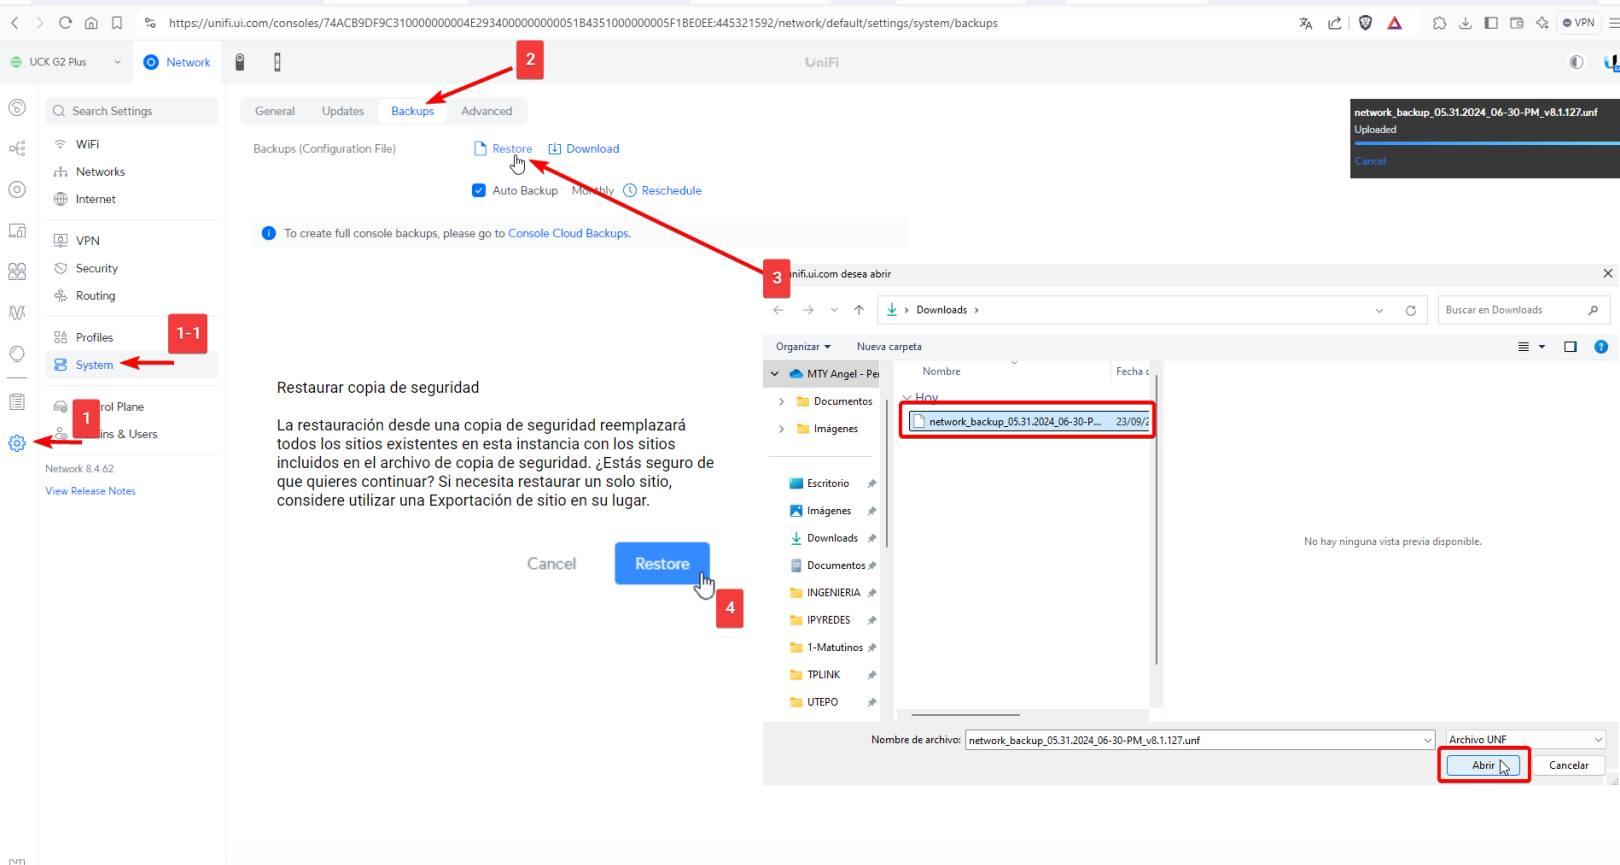 https://unifi.ui.com/consoles/74ACB9DF9C310000000004E2934000000000051B4351000000005F1BE0EE:445321592/network/default/settings/system/backups
VPN
UCK G2 Plus
Network
2
UniFi
Search Settings
General
Updates
Backups
Advanced
network_backup_05.31.2024_06-30-PM_v8.1.127.unf
Uploaded
Cancel
WiFi
Networks
Internet
VPN
Security
Routing
Profiles
System
1-1
1
rol Plane
ins & Users
Network 8.4.62
View Release Notes
Backups (Configuration File)
Restore
Download
Auto Backup
Monthly
Reschedule
To create full console backups, please go to Console Cloud Backups.
3
nifi.ui.com desea abrir
Downloads
Buscar en Downloads
Organizar
Nueva carpeta
MTY Angel - Per
Documentos
Imágenes
Escritorio
Imágenes
Downloads
Documentos
INGENIERIA
IPYREDES
1-Matutinos
TPLINK
UTEPO
Nombre
Fecha
Hoy
network_backup_05.31.2024_06-30-P...
23/09/2
No hay ninguna vista previa disponible.
Nombre de archivo:
network_backup_05.31.2024_06-30-PM_v8.1.127.unf
Archivo UNF
Abrir
Cancelar
Restaurar copia de seguridad
La restauración desde una copia de seguridad reemplazará
todos los sitios existentes en esta instancia con los sitios
incluidos en el archivo de copia de seguridad. ¿Estás seguro de
que quieres continuar? Si necesita restaurar un solo sitio,
considere utilizar una Exportación de sitio en su lugar.
Cancel
Restore
4